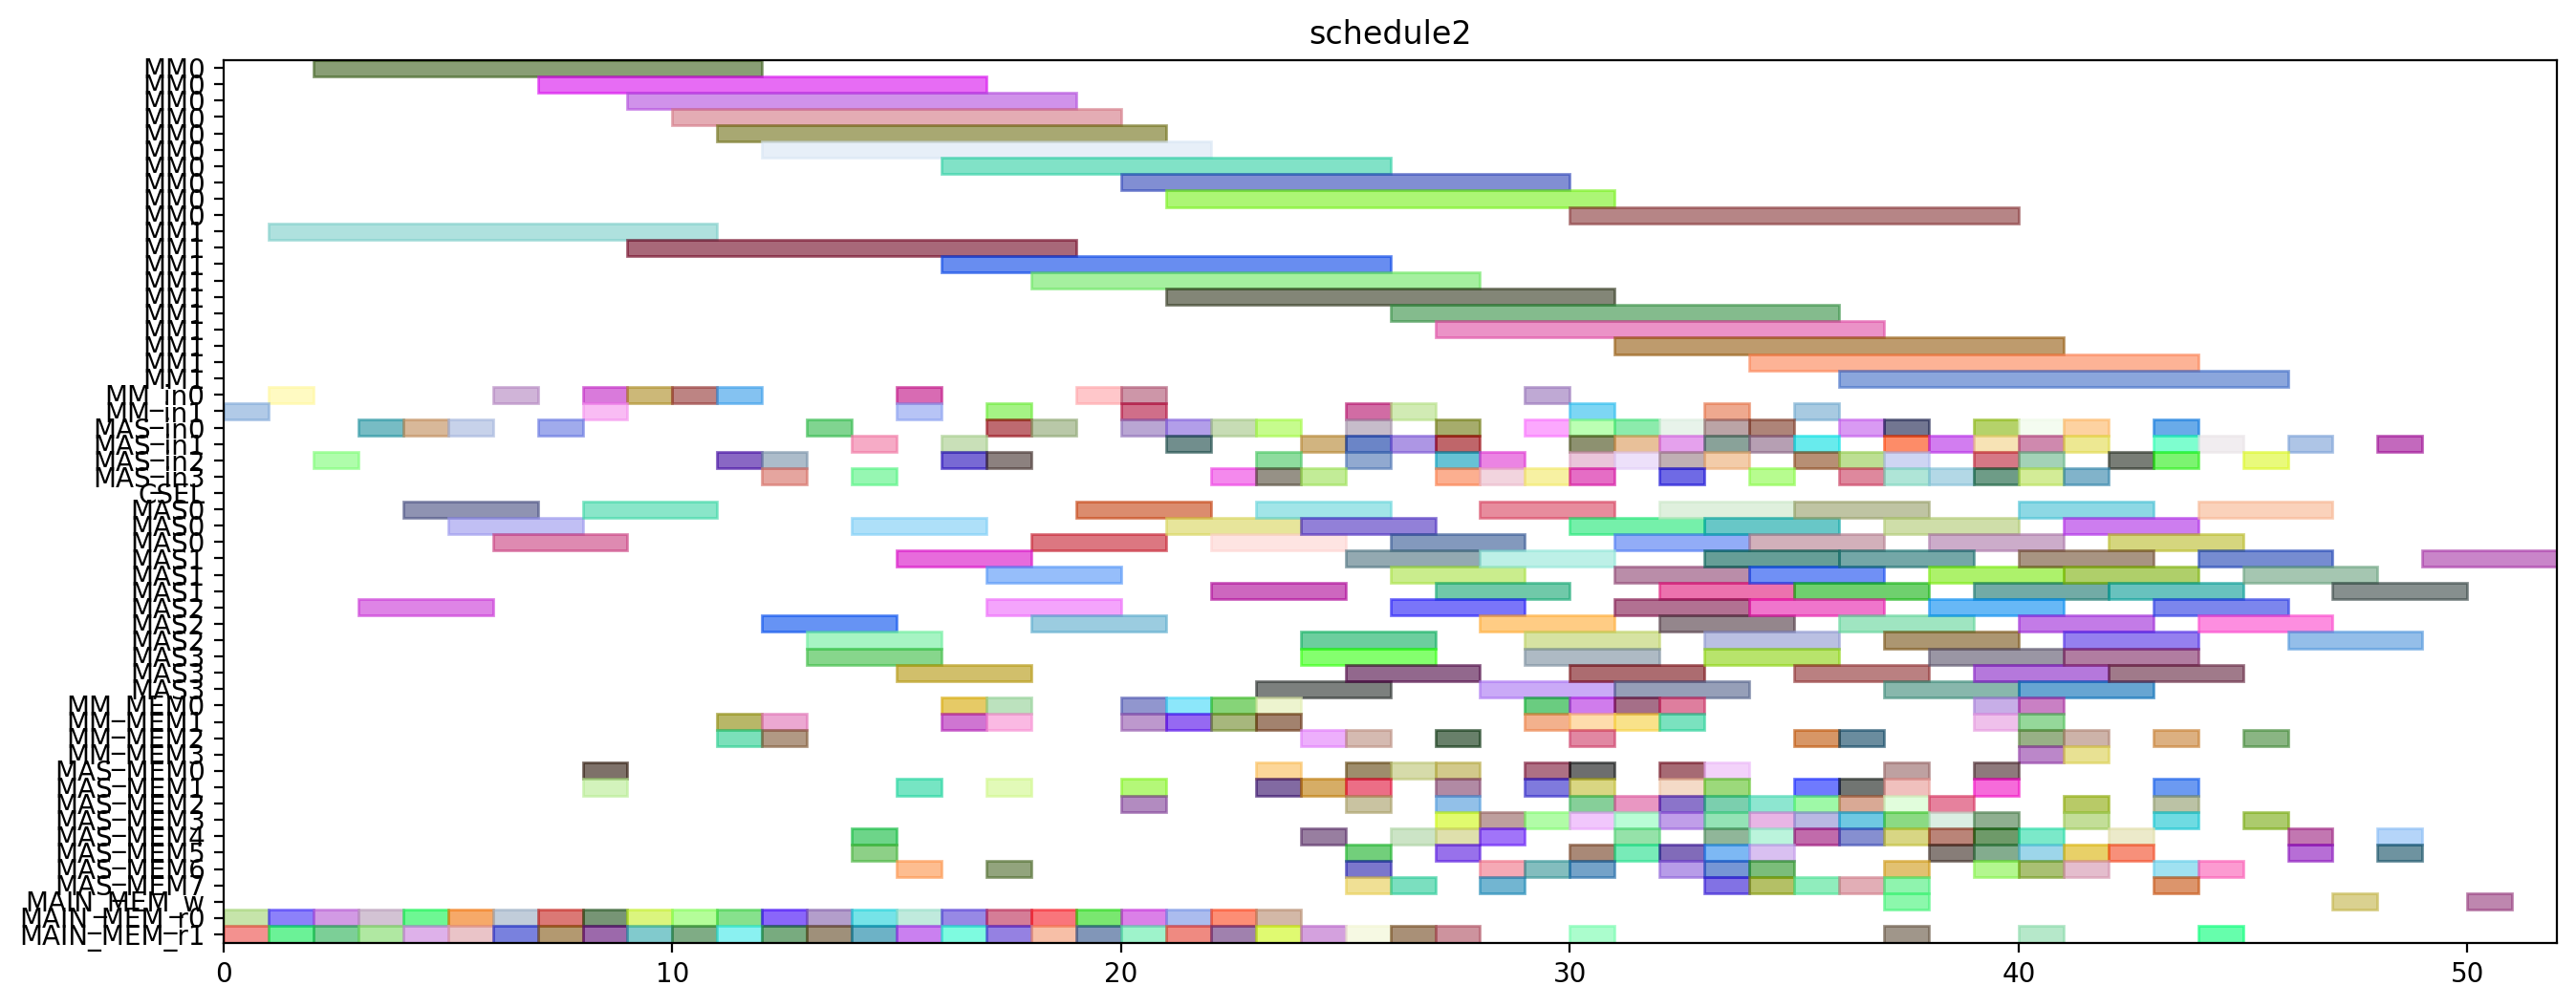 schedule2
MM0
MM0
MM0
MM0
MM0
MM0
MM0
MM0
MM0
MM0
MM1
MM1
MM1
MM1
MM1
MM1
MM1
MM1
MM1
MM1
MM_in0
MM_in1
MAS_in0
MAS_in1
MAS_in2
MAS_in3
CSEL
MAS0
MAS0
MAS0
MAS1
MAS1
MAS1
MAS2
MAS2
MAS2
MAS3
MAS3
MAS3
MM_MEM0
MM_MEM1
MM_MEM2
MM_MEM3
MAS_MEM0
MAS_MEM1
MAS_MEM2
MAS_MEM3
MAS_MEM4
MAS_MEM5
MAS_MEM6
MAS_MEM7
MAIN_MEM_w
MAIN_MEM_r0
MAIN_MEM_r1
0 10 20 30 40 50